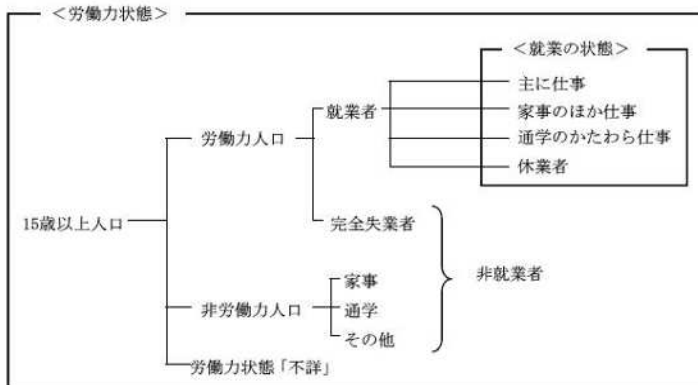 ＜労働力状態＞
＜就業の状態＞
主に仕事
就業者
家事のほか仕事
労働力人口
通学のかたわら仕事
休業者
15歳以上人口
完全失業者
非就業者
家事
非労働力人口
通学
その他
労働力状態「不詳」